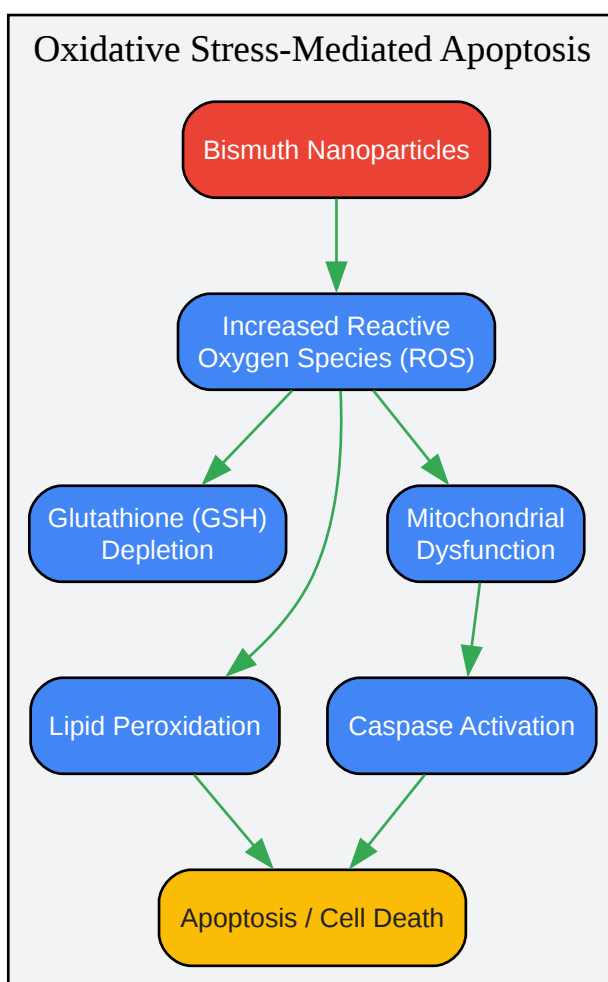 Oxidative Stress-Mediated Apoptosis
Bismuth Nanoparticles
Increased Reactive
Oxygen Species (ROS)
Glutathione (GSH)
Depletion
Mitochondrial
Dysfunction
Lipid Peroxidation
Caspase Activation
Apoptosis / Cell Death